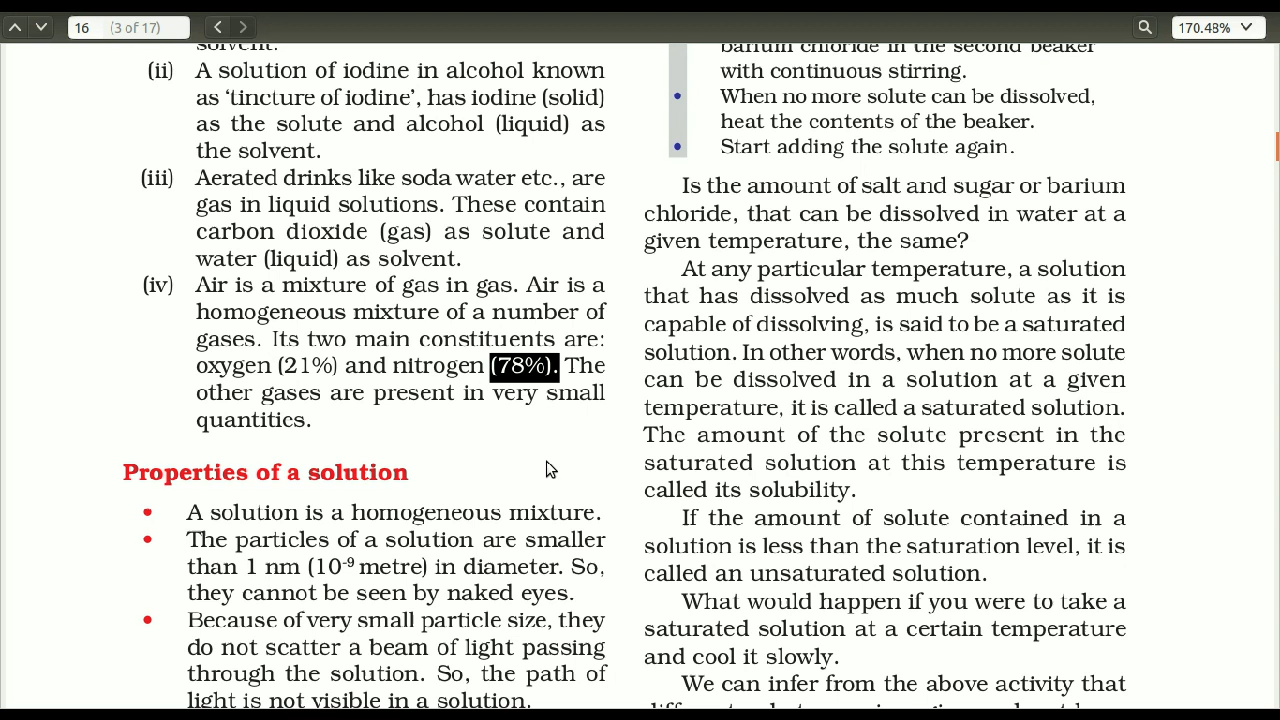 16 (3 of 17)
170.48%
solvent.
(ii) A solution of iodine in alcohol known
as ‘tincture of iodine’, has iodine (solid)
as the solute and alcohol (liquid) as
the solvent.
(iii) Aerated drinks like soda water etc., are
gas in liquid solutions. These contain
carbon dioxide (gas) as solute and
water (liquid) as solvent.
(iv) Air is a mixture of gas in gas. Air is a
homogeneous mixture of a number of
gases. Its two main constituents are:
oxygen (21%) and nitrogen (78%). The
other gases are present in very small
quantities.
Properties of a solution
• A solution is a homogeneous mixture.
• The particles of a solution are smaller
than 1 nm (10⁻⁹ metre) in diameter. So,
they cannot be seen by naked eyes.
• Because of very small particle size, they
do not scatter a beam of light passing
through the solution. So, the path of
light is not visible in a solution.
barium chloride in the second beaker
with continuous stirring.
• When no more solute can be dissolved,
heat the contents of the beaker.
• Start adding the solute again.
Is the amount of salt and sugar or barium
chloride, that can be dissolved in water at a
given temperature, the same?
At any particular temperature, a solution
that has dissolved as much solute as it is
capable of dissolving, is said to be a saturated
solution. In other words, when no more solute
can be dissolved in a solution at a given
temperature, it is called a saturated solution.
The amount of the solute present in the
saturated solution at this temperature is
called its solubility.
If the amount of solute contained in a
solution is less than the saturation level, it is
called an unsaturated solution.
What would happen if you were to take a
saturated solution at a certain temperature
and cool it slowly.
We can infer from the above activity that